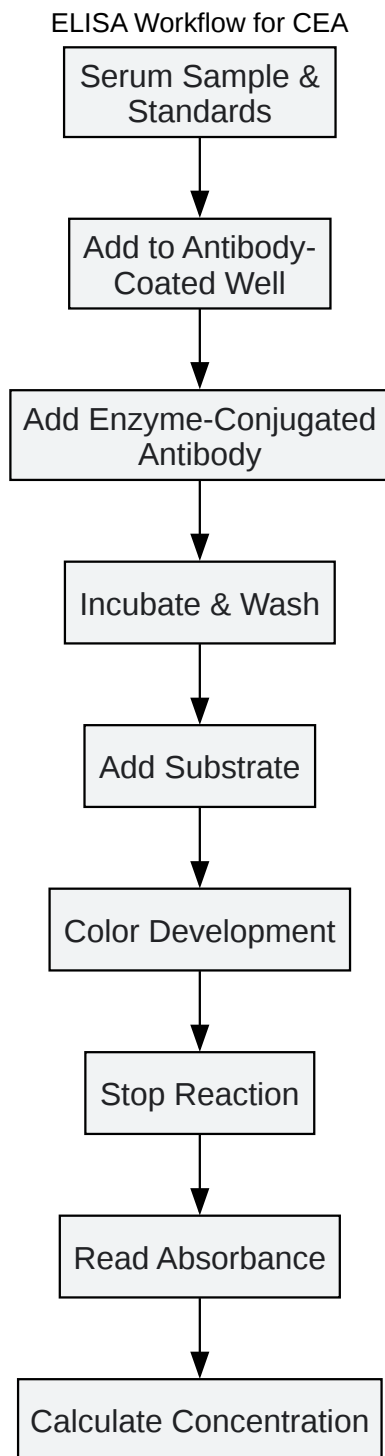 ELISA Workflow for CEA
Serum Sample &
Standards
Add to Antibody-
Coated Well
Add Enzyme-Conjugated
Antibody
Incubate & Wash
Add Substrate
Color Development
Stop Reaction
Read Absorbance
Calculate Concentration